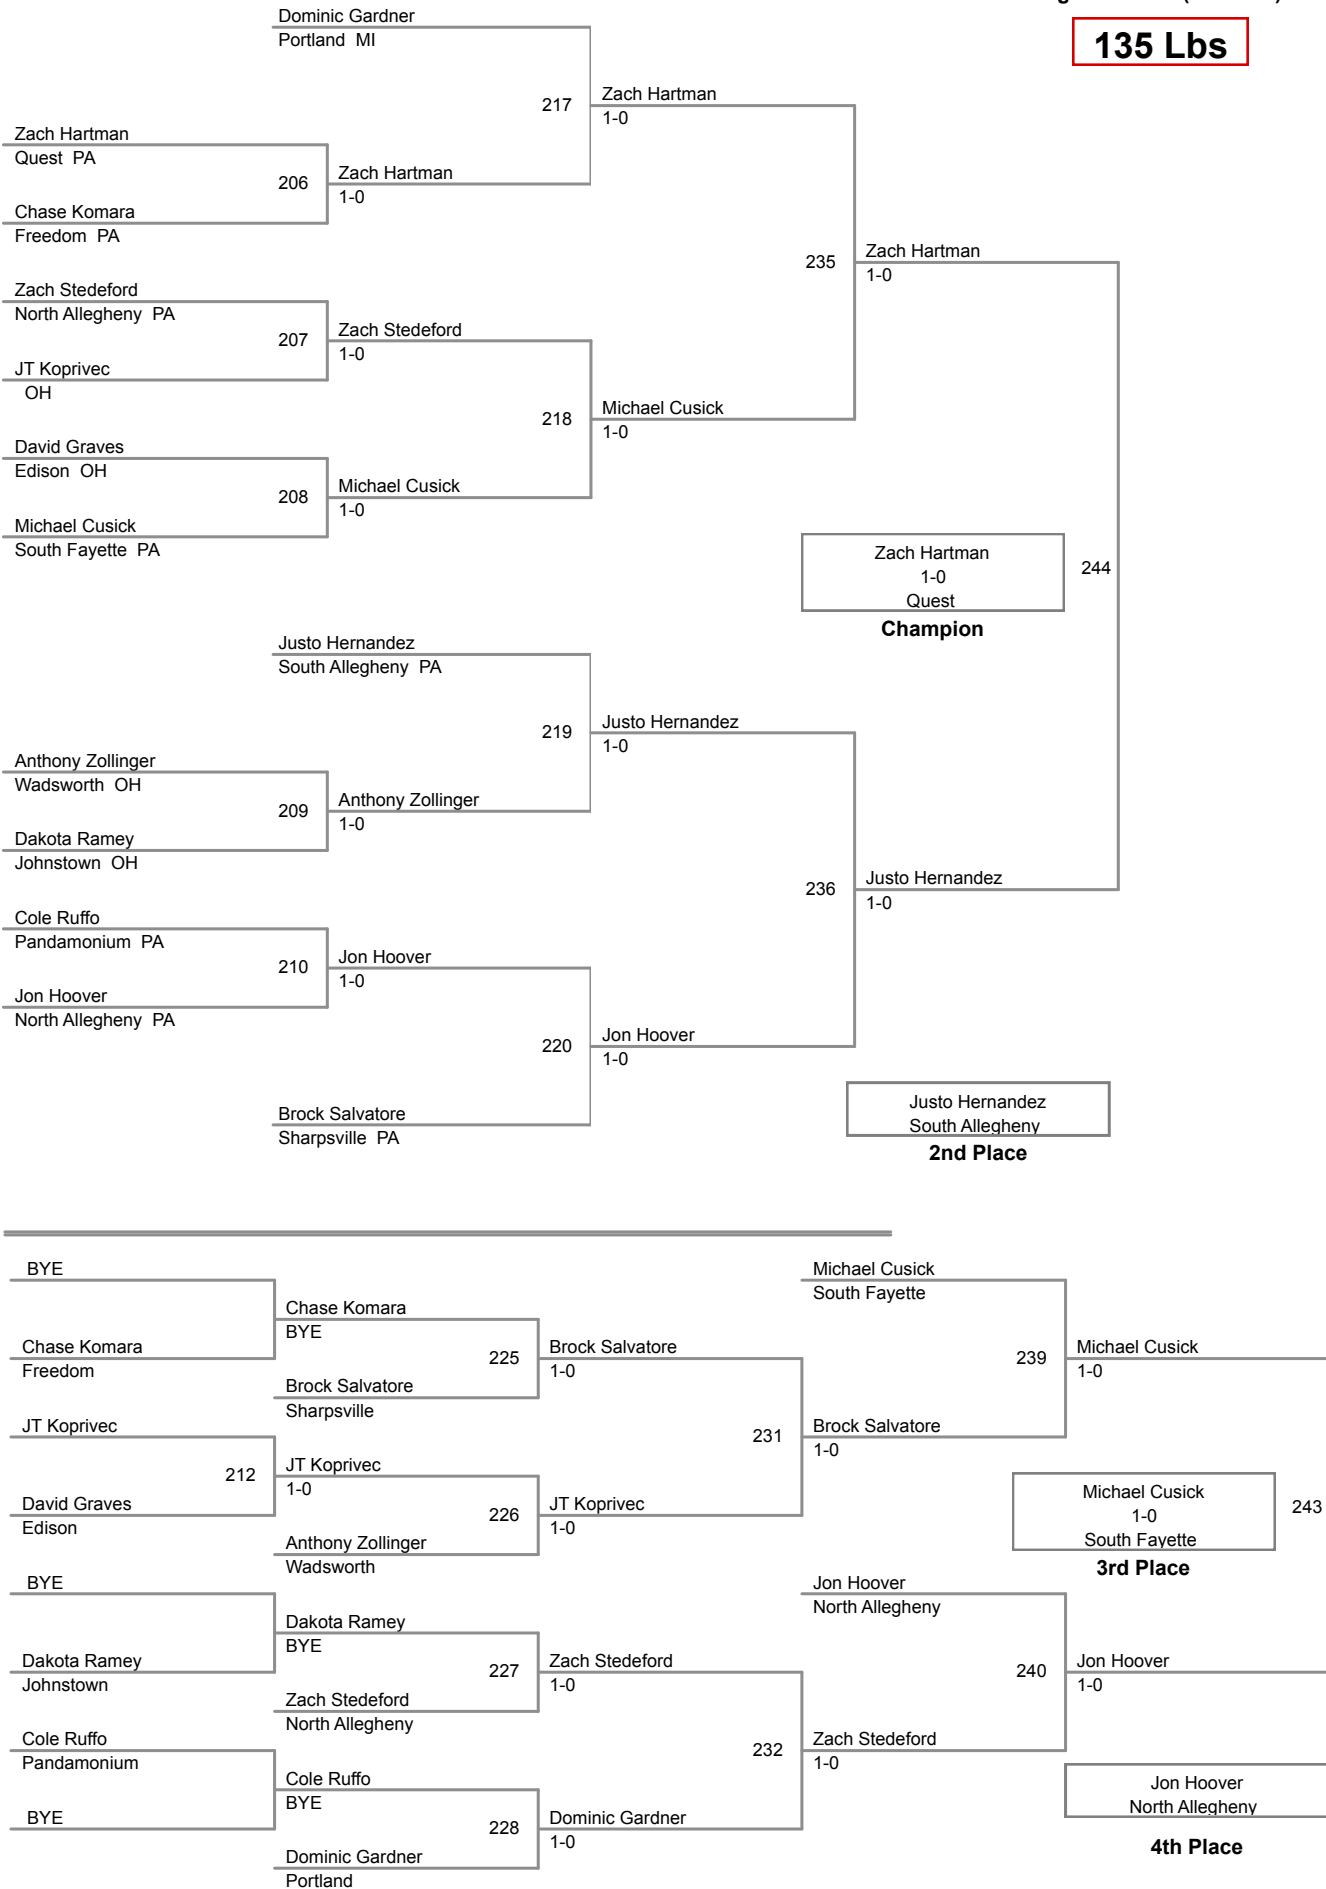 Dominic Gardner
Portland  MI
135 Lbs
217
Zach Hartman
1-0
Zach Hartman
Quest  PA
206
Zach Hartman
1-0
Chase Komara
Freedom  PA
235
Zach Hartman
1-0
Zach Stedeford
North Allegheny  PA
207
Zach Stedeford
1-0
JT Koprivec
OH
218
Michael Cusick
1-0
David Graves
Edison  OH
208
Michael Cusick
1-0
Michael Cusick
South Fayette  PA
Zach Hartman
1-0
Quest
Champion
244
Justo Hernandez
South Allegheny  PA
219
Justo Hernandez
1-0
Anthony Zollinger
Wadsworth  OH
209
Anthony Zollinger
1-0
Dakota Ramey
Johnstown  OH
236
Justo Hernandez
1-0
Cole Ruffo
Pandamonium  PA
210
Jon Hoover
1-0
Jon Hoover
North Allegheny  PA
220
Jon Hoover
1-0
Brock Salvatore
Sharpsville  PA
Justo Hernandez
South Allegheny
2nd Place
BYE
Chase Komara
BYE
Chase Komara
Freedom
225
Brock Salvatore
1-0
Brock Salvatore
Sharpsville
Michael Cusick
South Fayette
239
Michael Cusick
1-0
JT Koprivec
212
JT Koprivec
1-0
David Graves
Edison
226
JT Koprivec
1-0
Anthony Zollinger
Wadsworth
231
Brock Salvatore
1-0
Michael Cusick
1-0
South Fayette
3rd Place
243
BYE
Dakota Ramey
BYE
Dakota Ramey
Johnstown
227
Zach Stedeford
1-0
Zach Stedeford
North Allegheny
Jon Hoover
North Allegheny
240
Jon Hoover
1-0
Cole Ruffo
Pandamonium
Cole Ruffo
BYE
BYE
228
Dominic Gardner
1-0
Dominic Gardner
Portland
232
Zach Stedeford
1-0
Jon Hoover
North Allegheny
4th Place